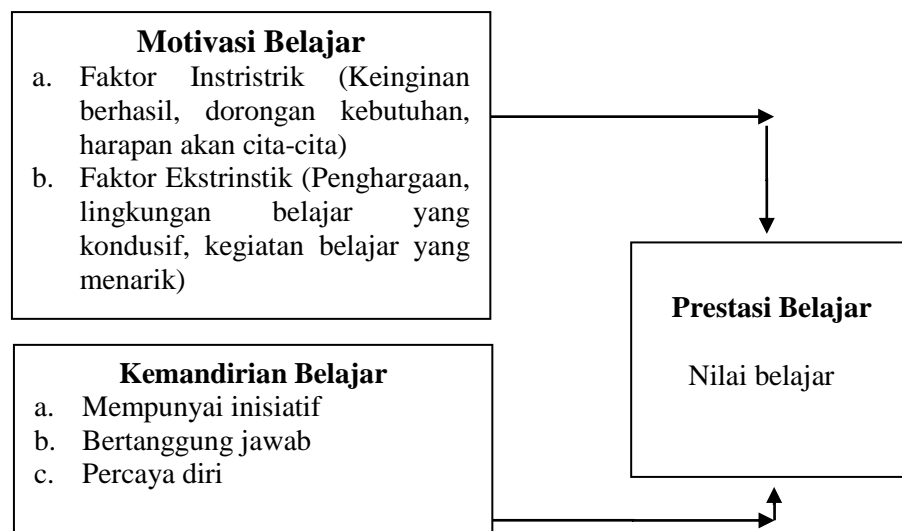 Motivasi Belajar
a. Faktor Instristrik (Keinginan
berhasil, dorongan kebutuhan,
harapan akan cita-cita)
b. Faktor Ekstrinstik (Penghargaan,
lingkungan belajar yang
kondusif, kegiatan belajar yang
menarik)
Prestasi Belajar
Nilai belajar
Kemandirian Belajar
a. Mempunyai inisiatif
b. Bertanggung jawab
c. Percaya diri